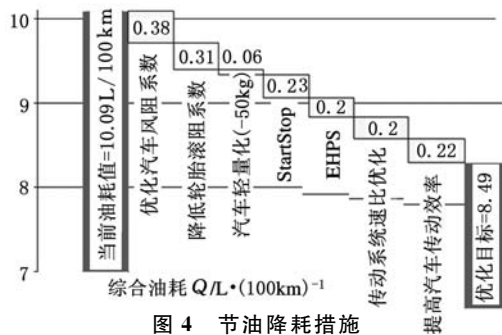 10
9
8
7
0.38
0.31
0.06
0.23
0.2
0.2
0.22
当前油耗值=10.09L/100km
优化汽车风阻系数
降低轮胎滚阻系数
汽车轻量化(-50kg)
StartStop
EHPS
传动系统速比优化
提高汽车传动效率
优化目标=8.49
综合油耗Q/L•(100km)⁻¹
图 4 节油降耗措施